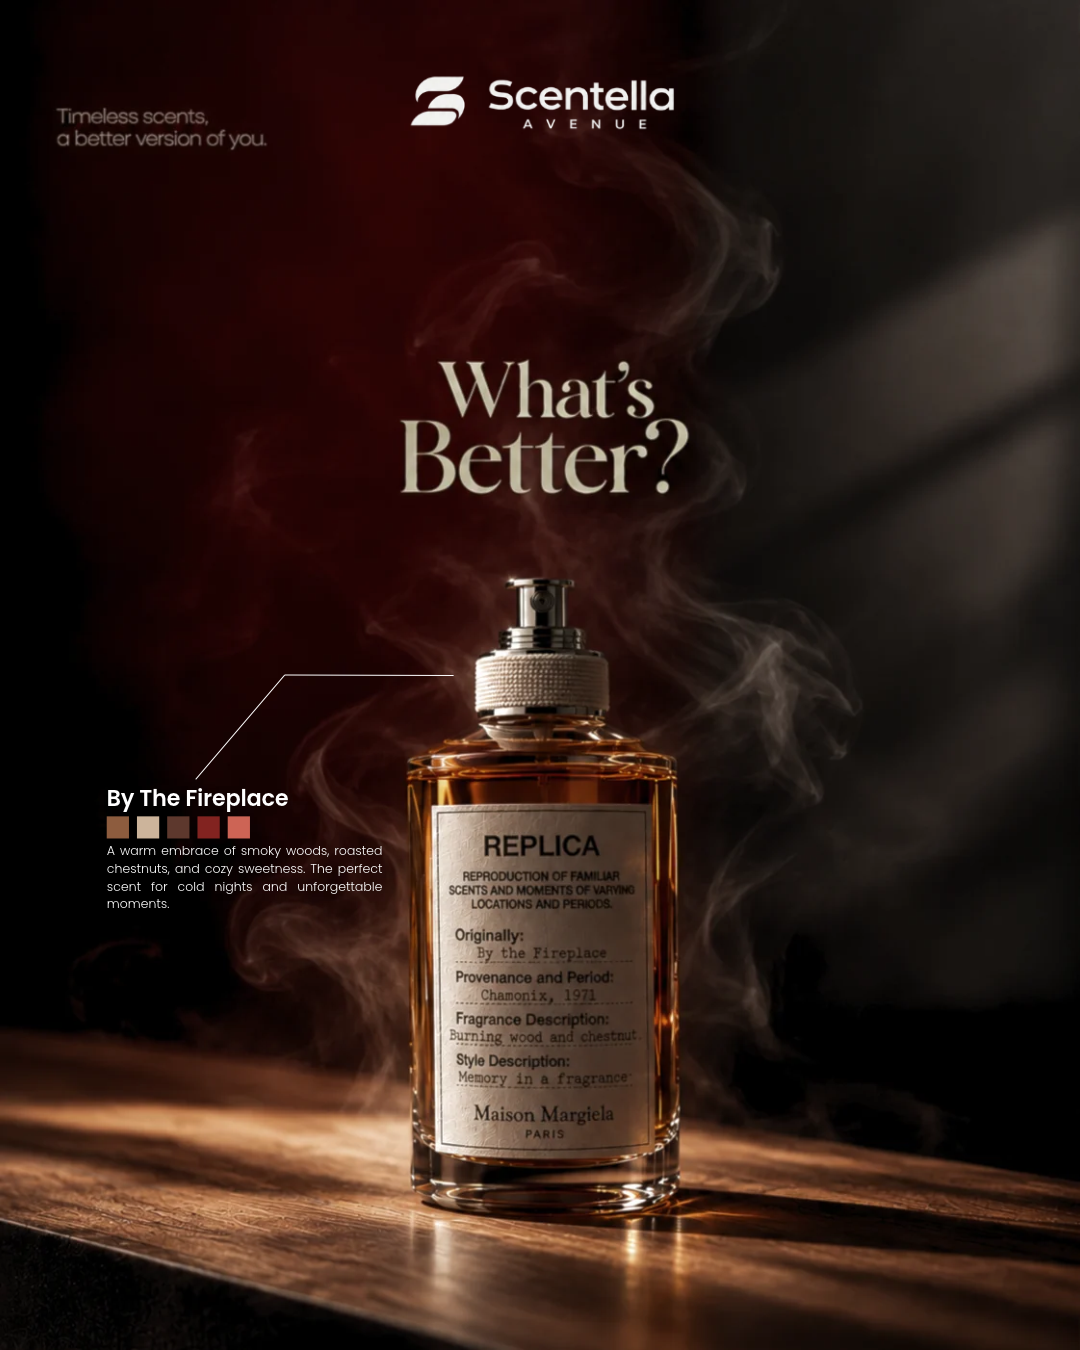 Timeless scents,
a better version of you.
Scentella
AVENUE
What's
Better?
By The Fireplace
A warm embrace of smoky woods, roasted
chestnuts, and cozy sweetness. The perfect
scent for cold nights and unforgettable
moments.
REPLICA
REPRODUCTION OF FAMILIAR
SCENTS AND MOMENTS OF VARYING
LOCATIONS AND PERIODS.
Originally:
By the Fireplace
Provenance and Period:
Chamonix, 1971
Fragrance Description:
Burning wood and chestnut
Style Description:
Memory in a fragrance
Maison Margiela
PARIS